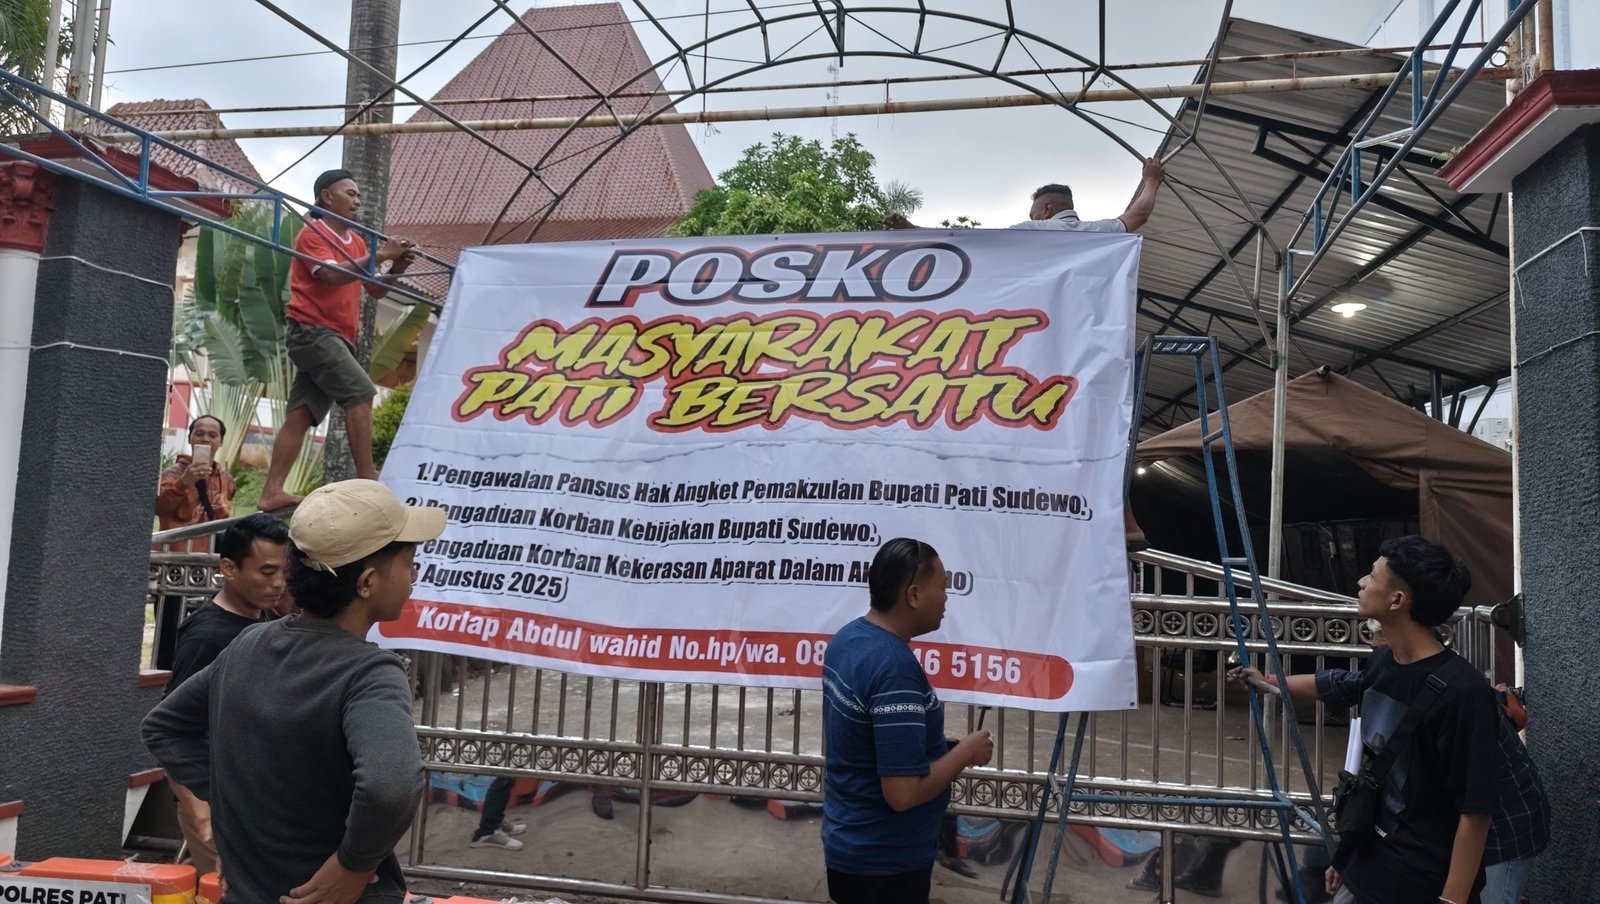 POSKO
MASYARAKAT
PATI BERSATU
1. Pengawalan Pansus Hak Angket Pemakzulan Bupati Pati Sudewo.
Pengaduan Korban Kebijakan Bupati Sudewo.
Pengaduan Korban Kekerasan Aparat Dalam
Agustus 2025
Korlap Abdul wahid No.hp/wa. 08 46 5156
POLRES PATI